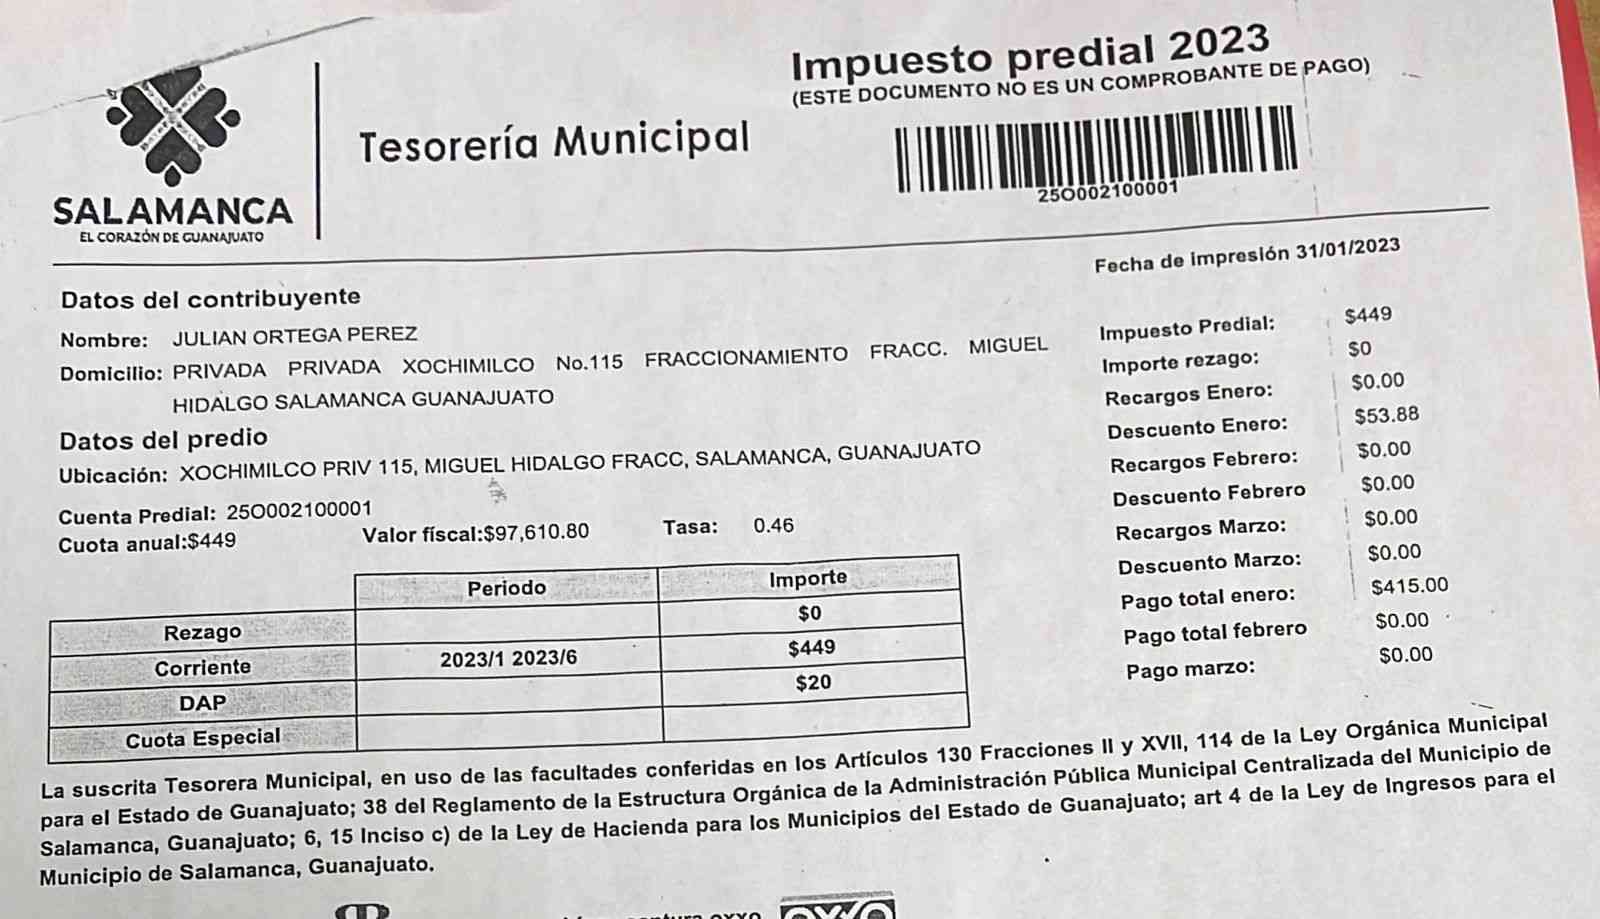 Impuesto predial 2023
(ESTE DOCUMENTO NO ES UN COMPROBANTE DE PAGO)
Tesorería Municipal
25O002100001
SALAMANCA
EL CORAZÓN DE GUANAJUATO
Fecha de impresión 31/01/2023
Datos del contribuyente
Nombre: JULIAN ORTEGA PEREZ
Domicilio: PRIVADA PRIVADA XOCHIMILCO No.115 FRACCIONAMIENTO FRACC. MIGUEL
HIDALGO SALAMANCA GUANAJUATO
Datos del predio
Ubicación: XOCHIMILCO PRIV 115, MIGUEL HIDALGO FRACC, SALAMANCA, GUANAJUATO
Cuenta Predial: 25O002100001
Cuota anual:$449 Valor físcal:$97,610.80 Tasa: 0.46
Impuesto Predial: $449
Importe rezago: $0
Recargos Enero: $0.00
Descuento Enero: $53.88
Recargos Febrero: $0.00
Descuento Febrero $0.00
Recargos Marzo: $0.00
Descuento Marzo: $0.00
Pago total enero: $415.00
Pago total febrero $0.00
Pago marzo: $0.00
Periodo Importe
Rezago $0
Corriente 2023/1 2023/6 $449
DAP $20
Cuota Especial
La suscrita Tesorera Municipal, en uso de las facultades conferidas en los Artículos 130 Fracciones II y XVII, 114 de la Ley Orgánica Municipal
para el Estado de Guanajuato; 38 del Reglamento de la Estructura Orgánica de la Administración Pública Municipal Centralizada del Municipio de
Salamanca, Guanajuato; 6, 15 Inciso c) de la Ley de Hacienda para los Municipios del Estado de Guanajuato; art 4 de la Ley de Ingresos para el
Municipio de Salamanca, Guanajuato.
oxxo OXXO